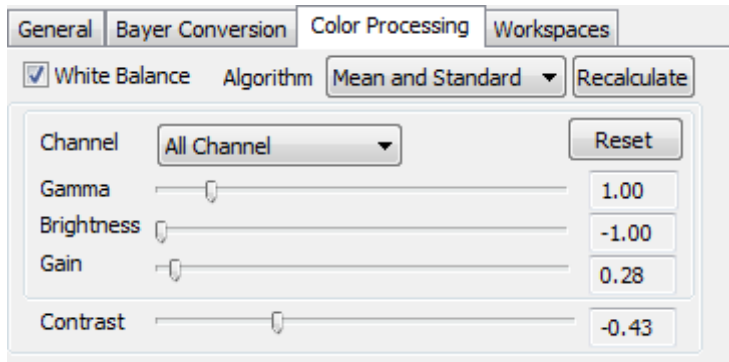 General Bayer Conversion Color Processing Workspaces
White Balance Algorithm Mean and Standard Recalculate
Channel All Channel Reset
Gamma 1.00
Brightness -1.00
Gain 0.28
Contrast -0.43